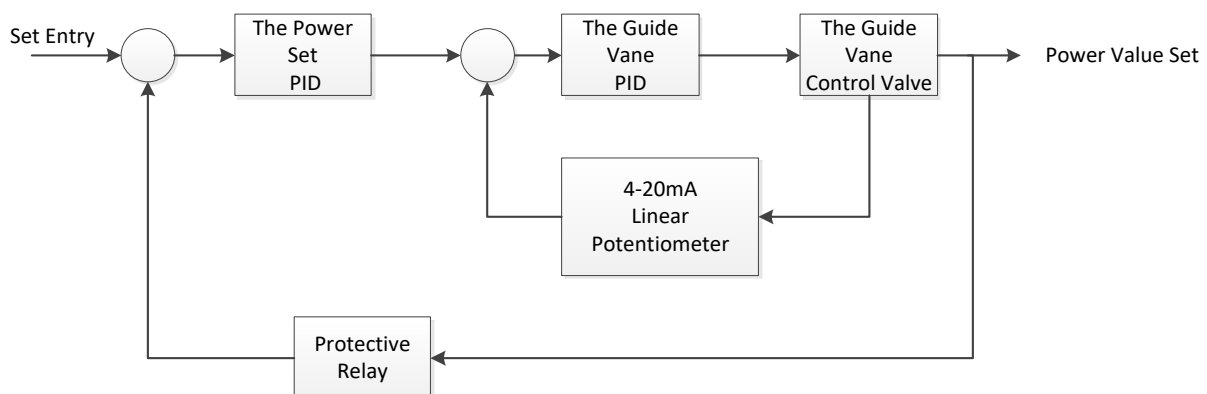 Set Entry
The Power
Set
PID
The Guide
Vane
PID
The Guide
Vane
Control Valve
Power Value Set
4-20mA
Linear
Potentiometer
Protective
Relay